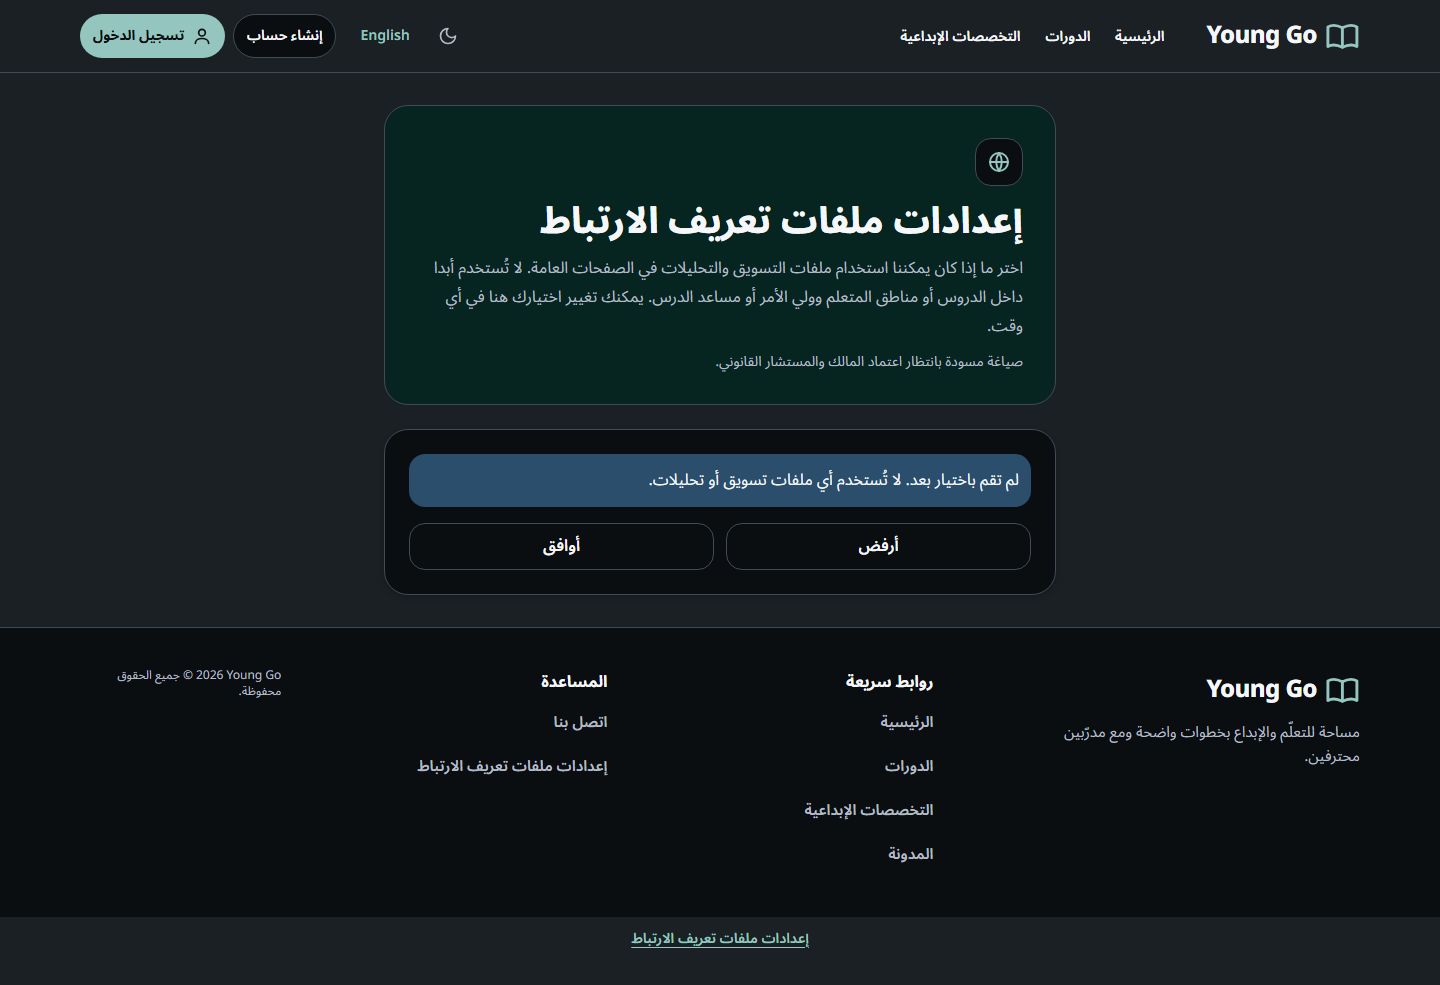 Young Go
الرئيسية
الدورات
التخصصات الإبداعية
English
إنشاء حساب
تسجيل الدخول
إعدادات ملفات تعريف الارتباط
اختر ما إذا كان يمكننا استخدام ملفات التسويق والتحليلات في الصفحات العامة. لا تُستخدم أبدا
داخل الدروس أو مناطق المتعلم وولي الأمر أو مساعد الدرس. يمكنك تغيير اختيارك هنا في أي
وقت.
صياغة مسودة بانتظار اعتماد المالك والمستشار القانوني.
لم تقم باختيار بعد. لا تُستخدم أي ملفات تسويق أو تحليلات.
أرفض
أوافق
Young Go
مساحة للتعلّم والإبداع بخطوات واضحة ومع مدرّبين
محترفين.
روابط سريعة
الرئيسية
الدورات
التخصصات الإبداعية
المدونة
المساعدة
اتصل بنا
إعدادات ملفات تعريف الارتباط
Young Go 2026 © جميع الحقوق
محفوظة.
إعدادات ملفات تعريف الارتباط